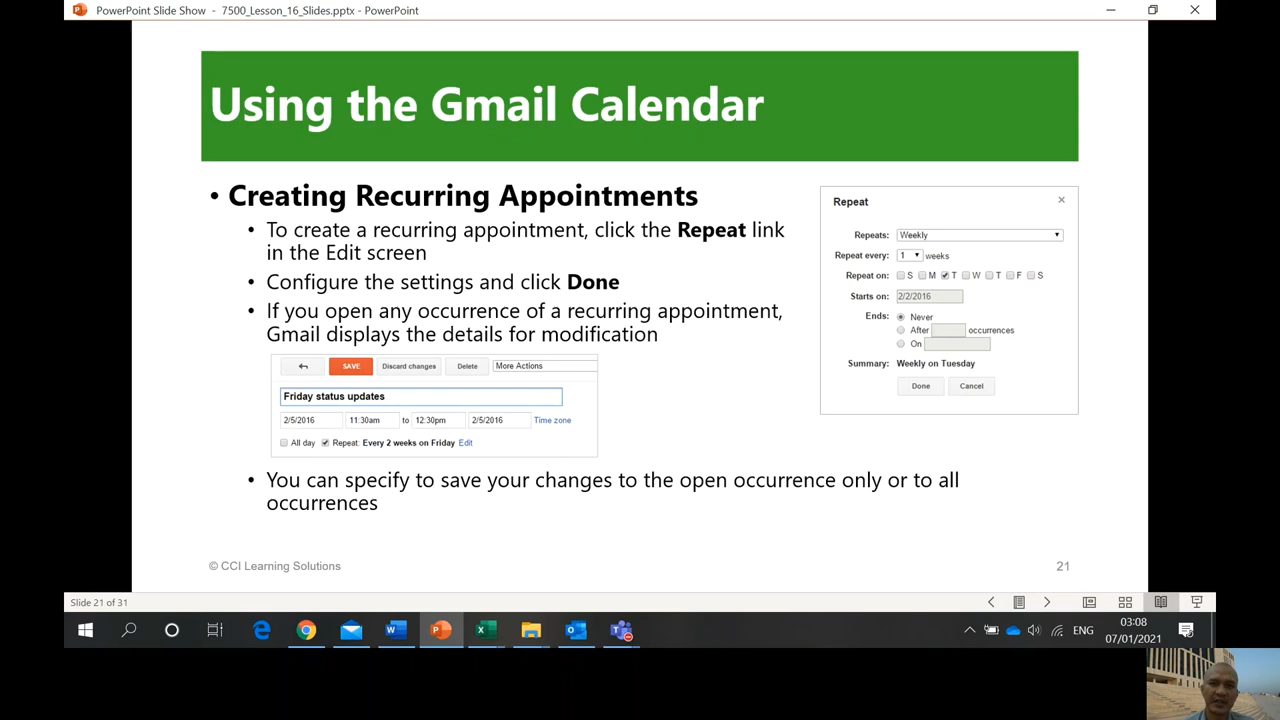 PowerPoint Slide Show - 7500_Lesson_16_Slides.pptx - PowerPoint
Using the Gmail Calendar
• Creating Recurring Appointments
• To create a recurring appointment, click the Repeat link
in the Edit screen
• Configure the settings and click Done
• If you open any occurrence of a recurring appointment,
Gmail displays the details for modification
SAVE Discard changes Delete More Actions
Friday status updates
2/5/2016 11:30am to 12:30pm 2/5/2016 Time zone
All day Repeat: Every 2 weeks on Friday Edit
• You can specify to save your changes to the open occurrence only or to all
occurrences
Repeat
Repeats: Weekly
Repeat every: 1 weeks
Repeat on: S M T W T F S
Starts on: 2/2/2016
Ends: Never
After occurrences
On
Summary: Weekly on Tuesday
Done Cancel
© CCI Learning Solutions 21
Slide 21 of 31
ENG
03:08
07/01/2021